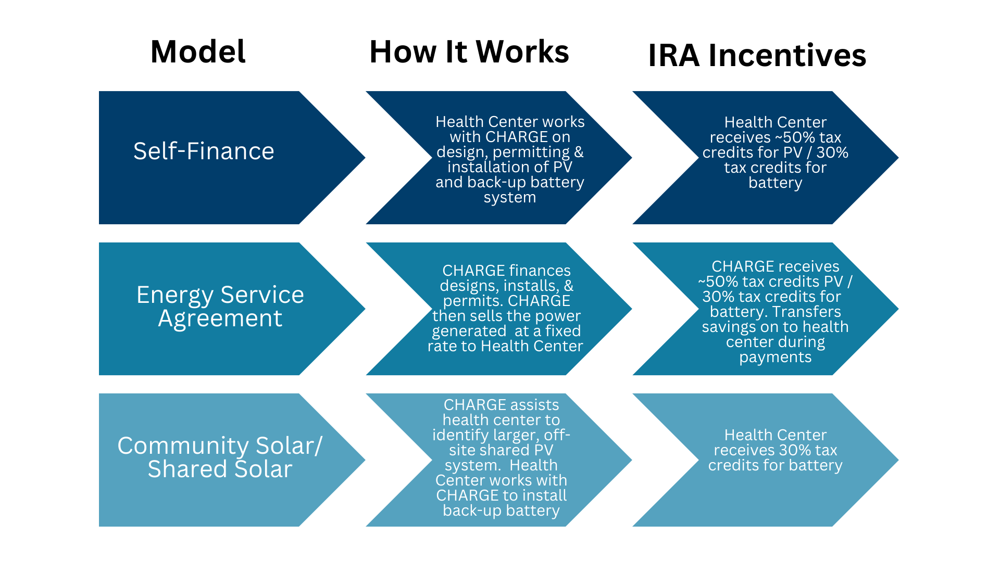 Model
How It Works
IRA Incentives
Self-Finance
Health Center works
with CHARGE on
design, permitting &
installation of PV
and back-up battery
system
Health Center
receives ~50% tax
credits for PV / 30%
tax credits for
battery
Energy Service
Agreement
CHARGE finances
designs, installs, &
permits. CHARGE
then sells the power
generated  at a fixed
rate to Health Center
CHARGE receives
~50% tax credits PV /
30% tax credits for
battery. Transfers
savings on to health
center during
payments
Community Solar/
Shared Solar
CHARGE assists
health center to
identify larger, off-
site shared PV
system.  Health
Center works with
CHARGE to install
back-up battery
Health Center
receives 30% tax
credits for battery